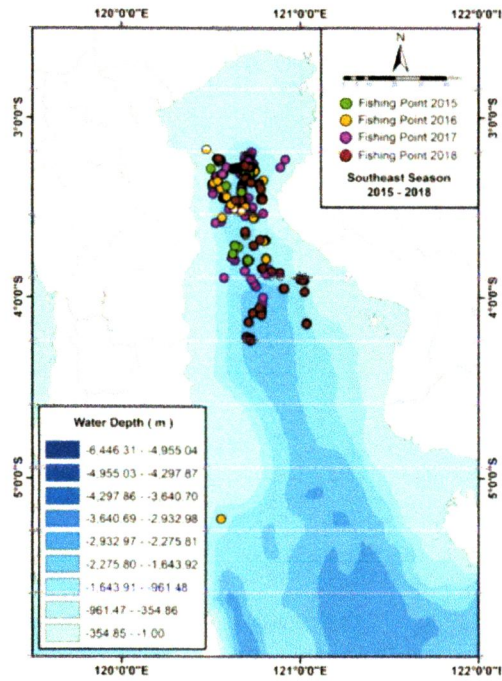 120°0'0"E 121°0'0"E 122°0'0"E
N
Fishing Point 2015
Fishing Point 2016
Fishing Point 2017
Fishing Point 2018
Southeast Season
2015 - 2018
3°0'0"S 3°0'0"S
4°0'0"S 4°0'0"S
5°0'0"S 5°0'0"S
Water Depth ( m )
-6.446.31 - -4.955.04
-4.955.03 - -4.297.87
-4.297.86 - -3.640.70
-3.640.69 - -2.932.98
-2.932.97 - -2.275.81
-2.275.80 - -1.643.92
-1.643.91 - -961.48
-961.47 - -354.86
-354.85 - -1.00
120°0'0"E 121°0'0"E 122°0'0"E